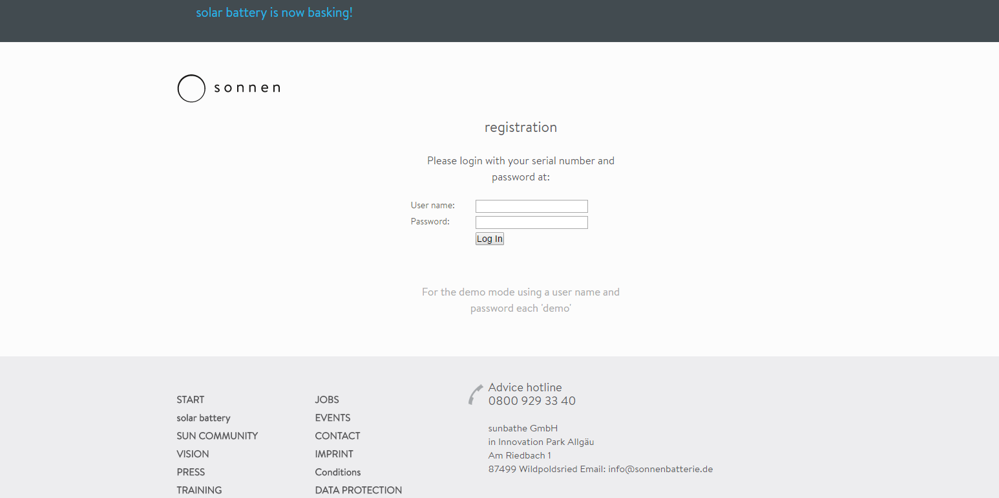 solar battery is now basking!
sonnen
registration
Please login with your serial number and
password at:
User name:
Password:
Log In
For the demo mode using a user name and
password each 'demo'
START
solar battery
SUN COMMUNITY
VISION
PRESS
TRAINING
JOBS
EVENTS
CONTACT
IMPRINT
Conditions
DATA PROTECTION
Advice hotline
0800 929 33 40
sunbathe GmbH
in Innovation Park Allgäu
Am Riedbach 1
87499 Wildpoldsried Email: info@sonnenbatterie.de